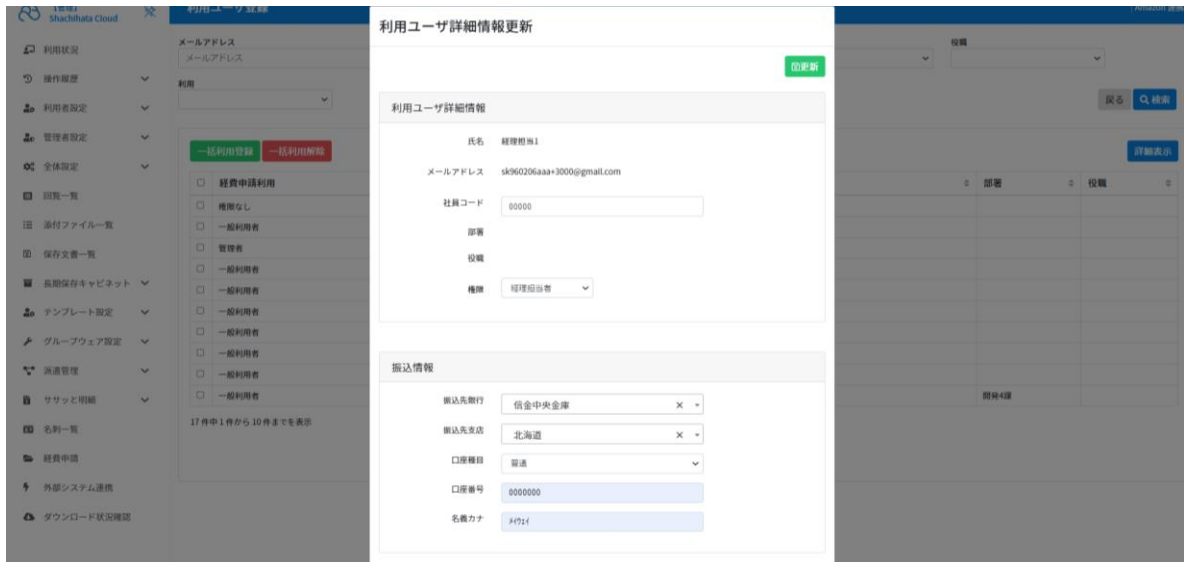 【管理】
Shachihata Cloud
利用ユーザ登録
利用状況
操作履歴
利用者設定
管理者設定
全体設定
回覧一覧
添付ファイル一覧
保存文書一覧
長期保存キャビネット
テンプレート設定
グループウェア設定
派遣管理
ササッと明細
名刺一覧
経費申請
外部システム連携
ダウンロード状況確認
メールアドレス
メールアドレス
役職
利用
戻る
検索
一括利用登録
一括利用解除
詳細表示
経費申請利用
部署
役職
権限なし
一般利用者
管理者
一般利用者
一般利用者
一般利用者
一般利用者
一般利用者
一般利用者
一般利用者
開発4課
17 件中 1 件から 10 件までを表示
利用ユーザ詳細情報更新
更新
利用ユーザ詳細情報
氏名 経理担当1
メールアドレス sk960206aaa+3000@gmail.com
社員コード 00000
部署
役職
権限 経理担当者
振込情報
振込先銀行 信金中央金庫
振込先支店 北海道
口座種目 普通
口座番号 0000000
名義カナ